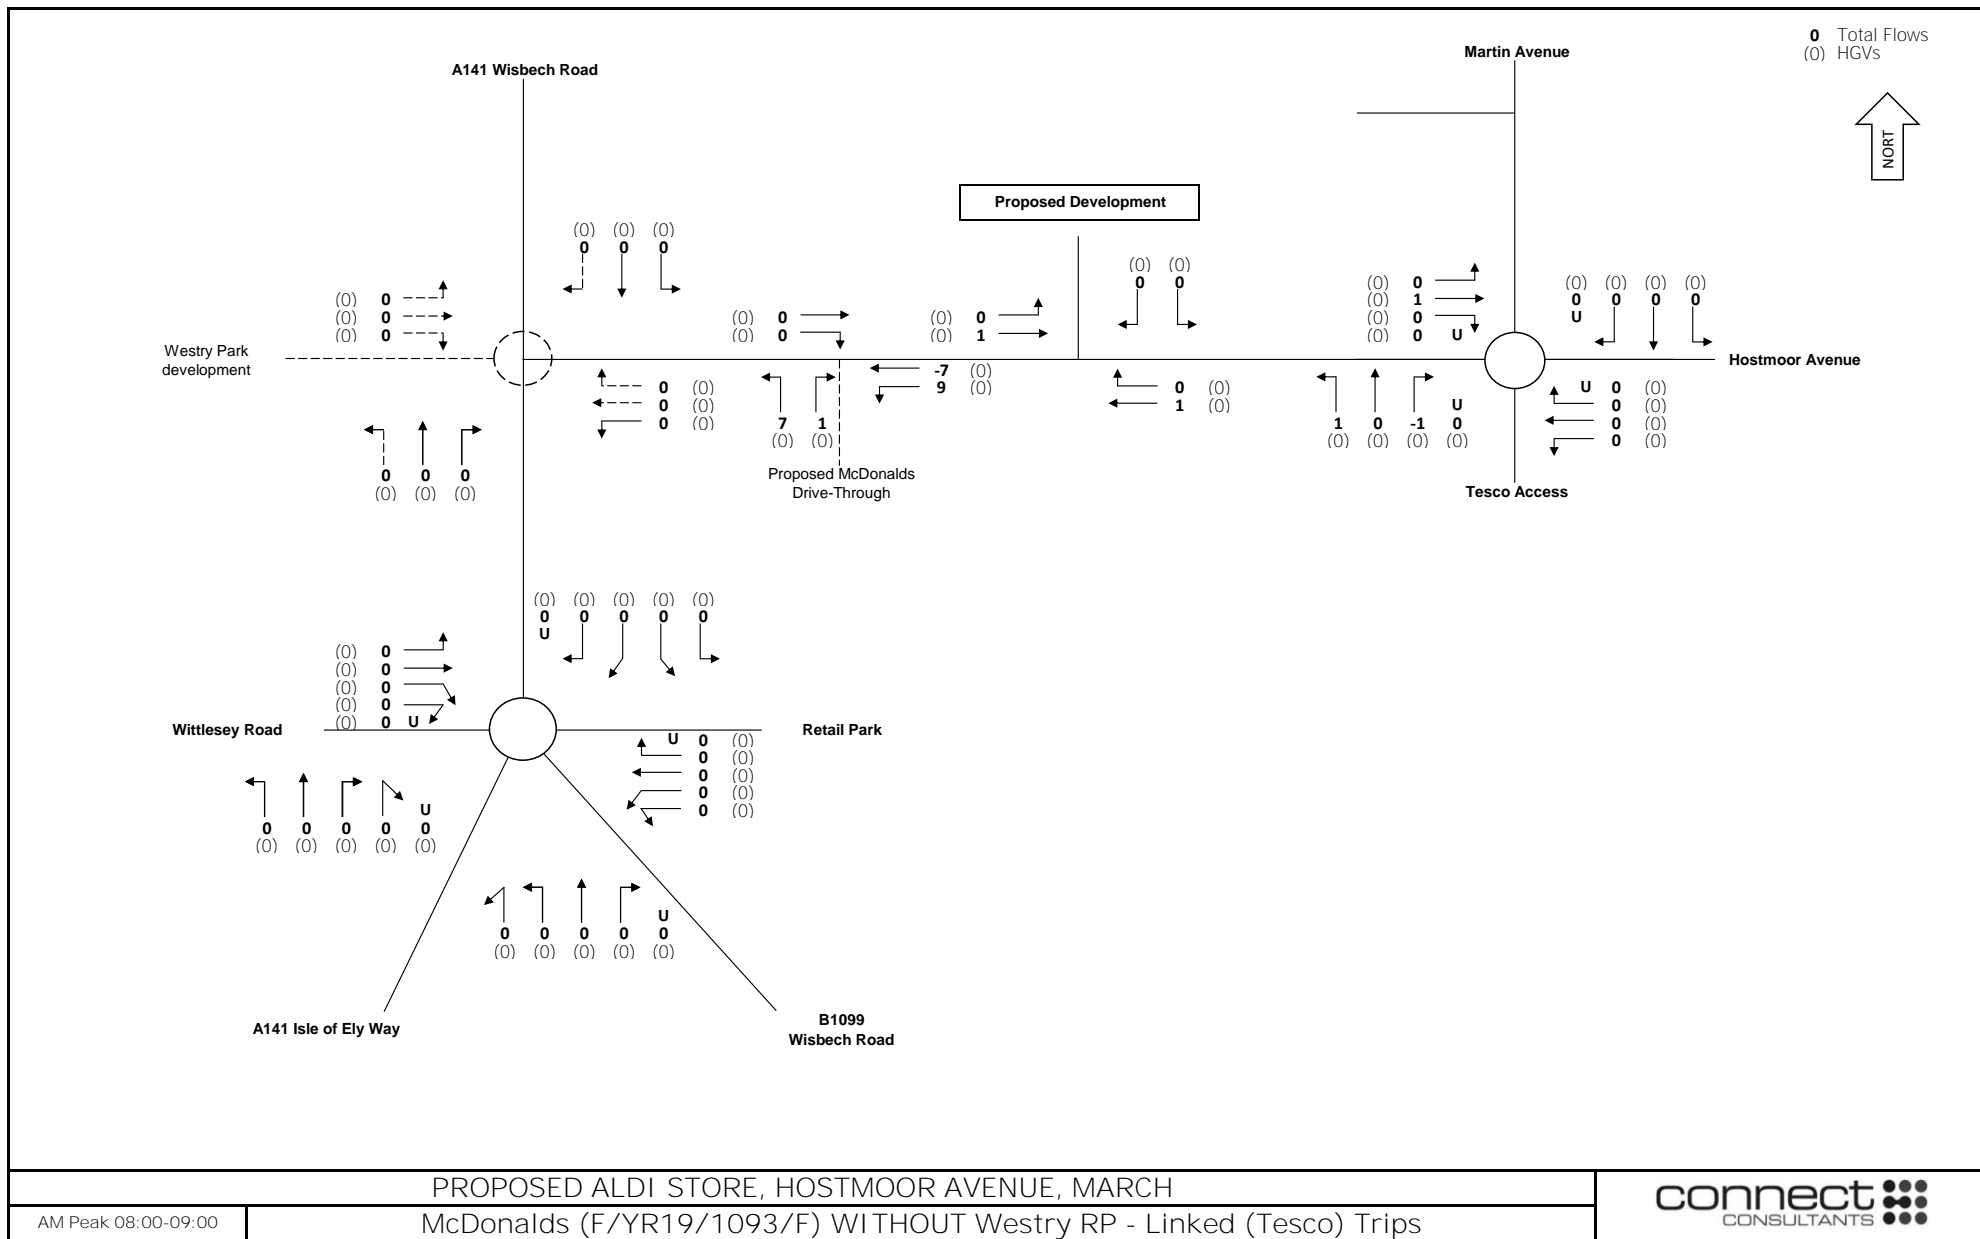 0 Total Flows
(0) HGVs
NORT
A141 Wisbech Road
Martin Avenue
Proposed Development
(0) (0) (0)
0 0 0
(0) 0
(0) 0
(0) 0
Westry Park
development
(0) 0
(0) 0
(0) 0
(0) 1
(0) (0)
0 0
(0) 0
(0) 1
(0) 0
(0) 0 U
(0) (0) (0) (0)
0 0 0 0
U
Hostmoor Avenue
0 (0)
0 (0)
0 (0)
7 1
(0) (0)
-7 (0)
9 (0)
0 (0)
1 (0)
U
1 0 -1 0
(0) (0) (0) (0)
U 0 (0)
0 (0)
0 (0)
0 (0)
0 0 0
(0) (0) (0)
Proposed McDonalds
Drive-Through
Tesco Access
(0) (0) (0) (0) (0)
0 0 0 0 0
U
(0) 0
(0) 0
(0) 0
(0) 0
(0) 0 U
Wittlesey Road
Retail Park
U 0 (0)
0 (0)
0 (0)
0 (0)
0 (0)
U
0 0 0 0 0
(0) (0) (0) (0) (0)
U
0 0 0 0 0
(0) (0) (0) (0) (0)
A141 Isle of Ely Way
B1099
Wisbech Road
PROPOSED ALDI STORE, HOSTMOOR AVENUE, MARCH
AM Peak 08:00-09:00
McDonalds (F/YR19/1093/F) WITHOUT Westry RP - Linked (Tesco) Trips
connect
CONSULTANTS